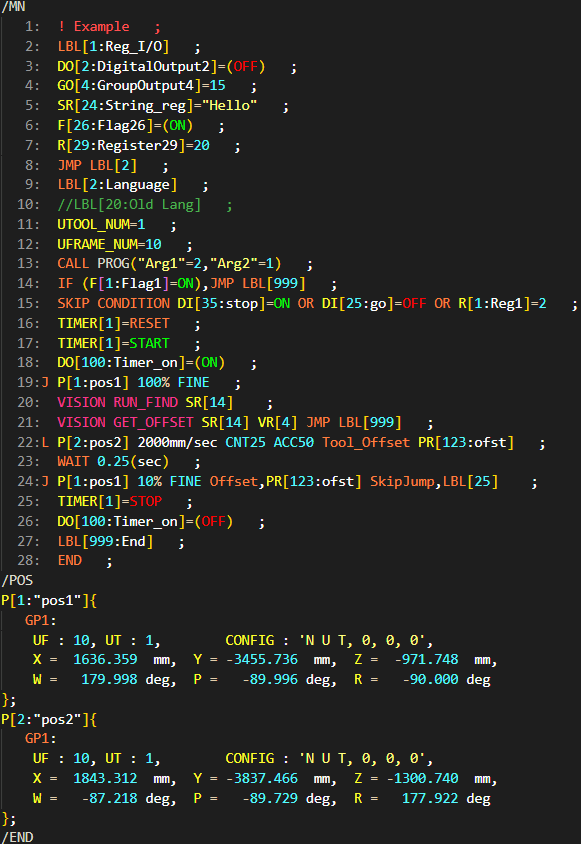 /MN
   1:  ! Example   ;
   2:  LBL[1:Reg_I/O]   ;
   3:  DO[2:DigitalOutput2]=(OFF)   ;
   4:  GO[4:GroupOutput4]=15   ;
   5:  SR[24:String_reg]="Hello"   ;
   6:  F[26:Flag26]=(ON)   ;
   7:  R[29:Register29]=20   ;
   8:  JMP LBL[2]   ;
   9:  LBL[2:Language]   ;
  10:  //LBL[20:Old Lang]   ;
  11:  UTOOL_NUM=1   ;
  12:  UFRAME_NUM=10   ;
  13:  CALL PROG("Arg1"=2,"Arg2"=1)   ;
  14:  IF (F[1:Flag1]=ON),JMP LBL[999]   ;
  15:  SKIP CONDITION DI[35:stop]=ON OR DI[25:go]=OFF OR R[1:Reg1]=2   ;
  16:  TIMER[1]=RESET   ;
  17:  TIMER[1]=START   ;
  18:  DO[100:Timer_on]=(ON)   ;
  19:J P[1:pos1] 100% FINE   ;
  20:  VISION RUN_FIND SR[14]    ;
  21:  VISION GET_OFFSET SR[14] VR[4] JMP LBL[999]   ;
  22:L P[2:pos2] 2000mm/sec CNT25 ACC50 Tool_Offset PR[123:ofst]   ;
  23:  WAIT 0.25(sec)   ;
  24:J P[1:pos1] 10% FINE Offset,PR[123:ofst] SkipJump,LBL[25]    ;
  25:  TIMER[1]=STOP   ;
  26:  DO[100:Timer_on]=(OFF)   ;
  27:  LBL[999:End]   ;
  28:  END   ;
/POS
P[1:"pos1"]{
   GP1:
    UF : 10, UT : 1,        CONFIG : 'N U T, 0, 0, 0',
    X =  1636.359  mm,  Y = -3455.736  mm,  Z =  -971.748  mm,
    W =   179.998 deg,  P =   -89.996 deg,  R =   -90.000 deg
};
P[2:"pos2"]{
   GP1:
    UF : 10, UT : 1,        CONFIG : 'N U T, 0, 0, 0',
    X =  1843.312  mm,  Y = -3837.466  mm,  Z = -1300.740  mm,
    W =   -87.218 deg,  P =   -89.729 deg,  R =   177.922 deg
};
/END